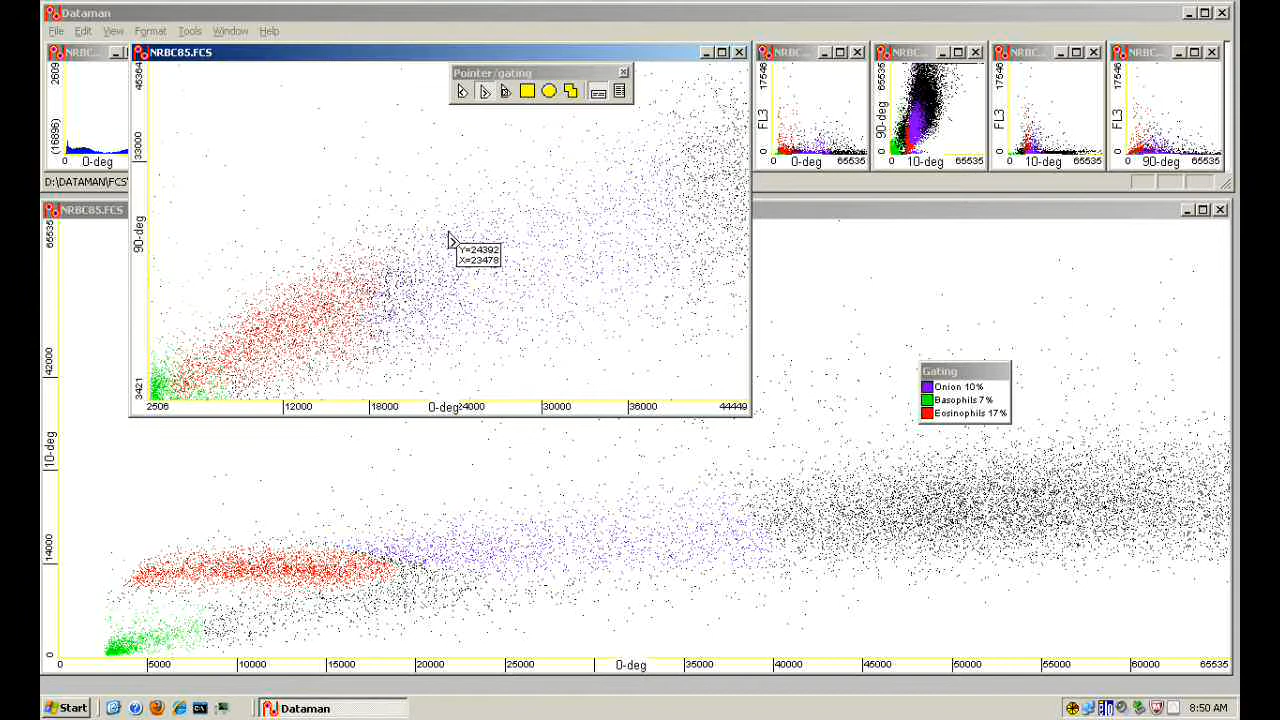 Dataman
File Edit View Format Tools Window Help
NRBC...
2609
(16896)
0
0-deg
D:\DATAMAN\FCS
NRBC85.FCS
45364
33000
90-deg
3421
2506 12000 18000 0-deg 24000 30000 36000 44449
Pointer/gating
Y=24392
X=23478
NRBC...
17546
FL3
0 0-deg 65535
NRBC...
65535
90-deg
0 10-deg 65535
NRBC...
17546
FL3
0 10-deg 65535
NRBC...
17546
FL3
0 90-deg 65535
NRBC85.FCS
65535
42000
10-deg
14000
0
0 5000 10000 15000 20000 25000 0-deg 35000 40000 45000 50000 55000 60000 65535
Gating
Onion 10%
Basophils 7%
Eosinophils 17%
Start
Dataman
8:50 AM